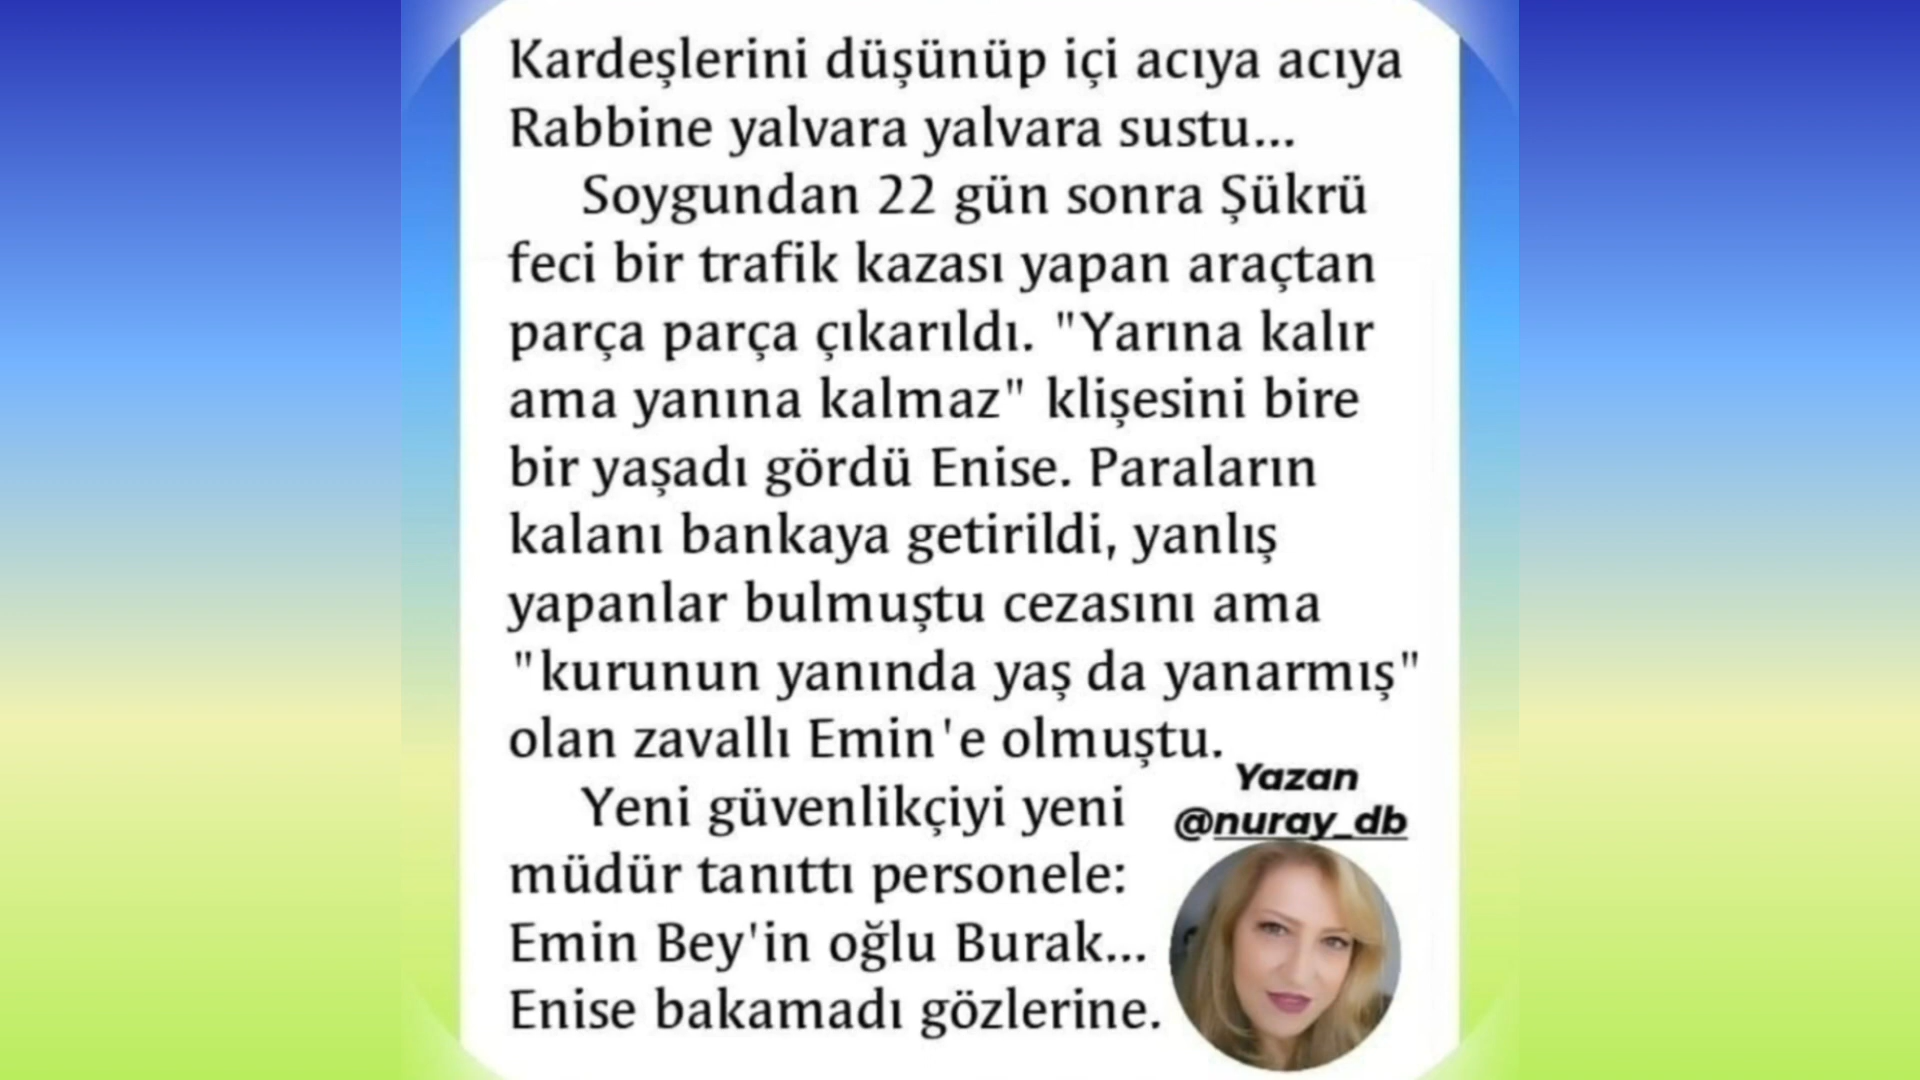 Kardeşlerini düşünüp içi acıya acıya
Rabbine yalvara yalvara sustu...
Soygundan 22 gün sonra Şükrü
feci bir trafik kazası yapan araçtan
parça parça çıkarıldı. "Yarına kalır
ama yanına kalmaz" klişesini bire
bir yaşadı gördü Enise. Paraların
kalanı bankaya getirildi, yanlış
yapanlar bulmuştu cezasını ama
"kurunun yanında yaş da yanarmış"
olan zavallı Emin'e olmuştu.
Yeni güvenlikçiyi yeni
müdür tanıttı personele:
Emin Bey'in oğlu Burak...
Enise bakamadı gözlerine.
Yazan
@nuray_db